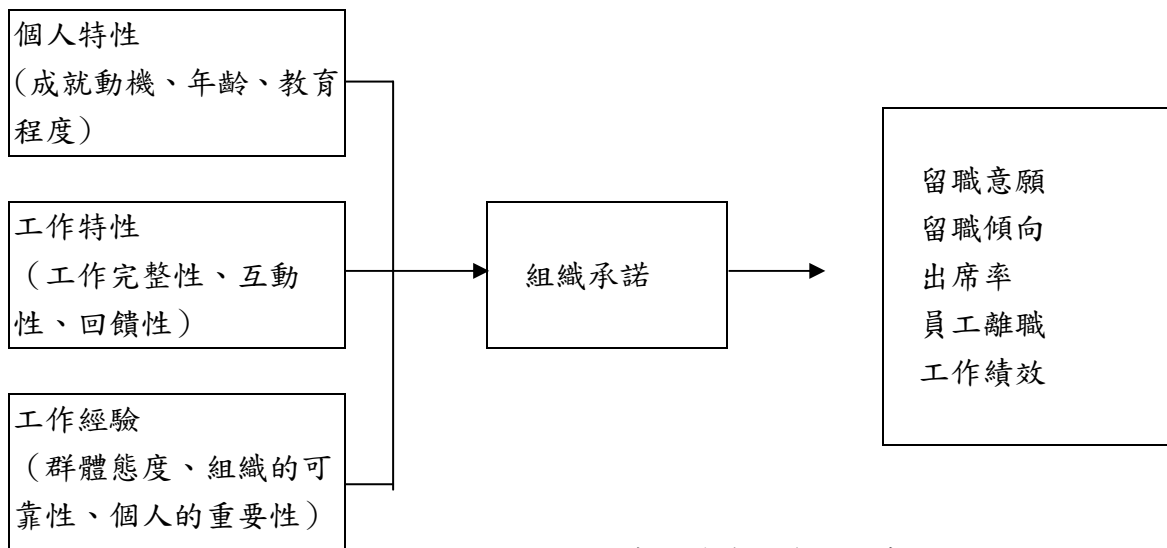 個人特性
（成就動機、年齡、教育
程度）
工作特性
（工作完整性、互動
性、回饋性）
工作經驗
（群體態度、組織的可
靠性、個人的重要性）
組織承諾
留職意願
留職傾向
出席率
員工離職
工作績效